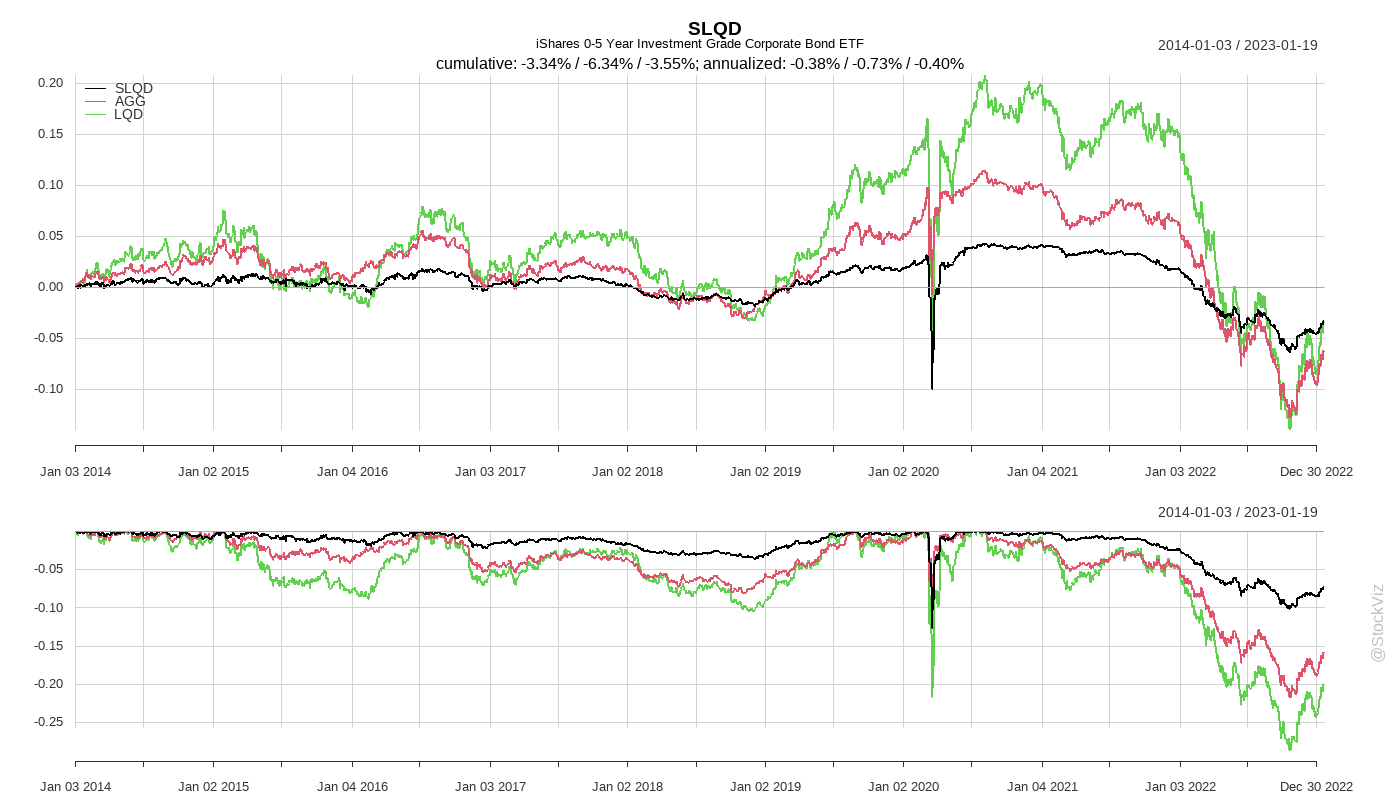 SLQD
iShares 0-5 Year Investment Grade Corporate Bond ETF
2014-01-03 / 2023-01-19
cumulative: -3.34% / -6.34% / -3.55%; annualized: -0.38% / -0.73% / -0.40%
SLQD
AGG
LQD
0.20
0.15
0.10
0.05
0.00
-0.05
-0.10
Jan 03 2014 Jan 02 2015 Jan 04 2016 Jan 03 2017 Jan 02 2018 Jan 02 2019 Jan 02 2020 Jan 04 2021 Jan 03 2022 Dec 30 2022
2014-01-03 / 2023-01-19
-0.05
-0.10
-0.15
-0.20
-0.25
Jan 03 2014 Jan 02 2015 Jan 04 2016 Jan 03 2017 Jan 02 2018 Jan 02 2019 Jan 02 2020 Jan 04 2021 Jan 03 2022 Dec 30 2022
@StockViz